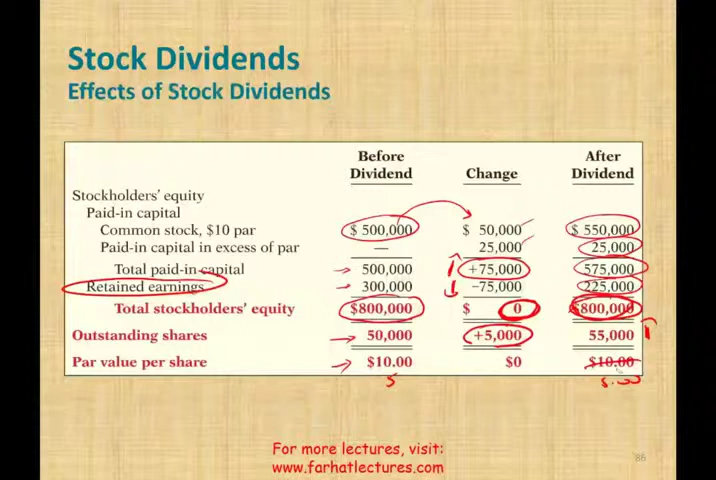 Stock Dividends
Effects of Stock Dividends
Before Dividend Change After Dividend
Stockholders' equity
Paid-in capital
Common stock, $10 par $ 500,000 $ 50,000 $ 550,000
Paid-in capital in excess of par — 25,000 25,000
Total paid-in capital 500,000 +75,000 575,000
Retained earnings 300,000 −75,000 225,000
Total stockholders' equity $800,000 $ 0 $800,000
Outstanding shares 50,000 +5,000 55,000
Par value per share $10.00 $0 $10.00
5 5.00
For more lectures, visit:
www.farhatlectures.com
86